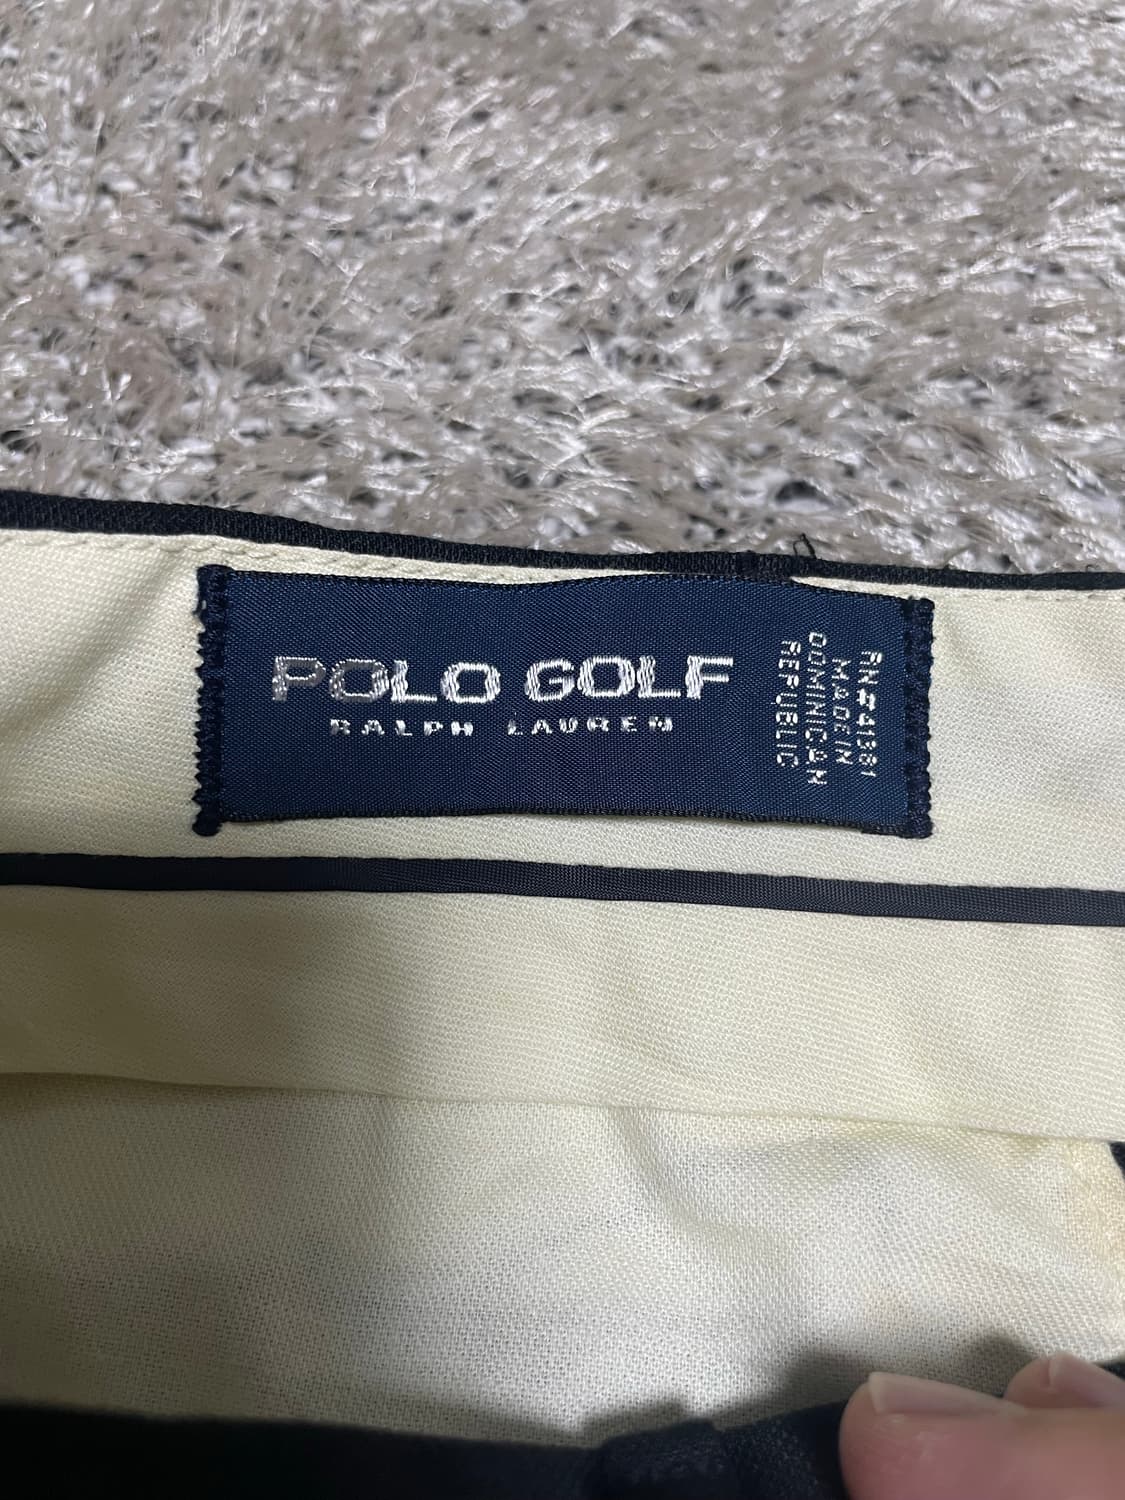 POLO GOLF
RALPH LAUREN
RN#41381
MADE IN
DOMINICAN
REPUBLIC